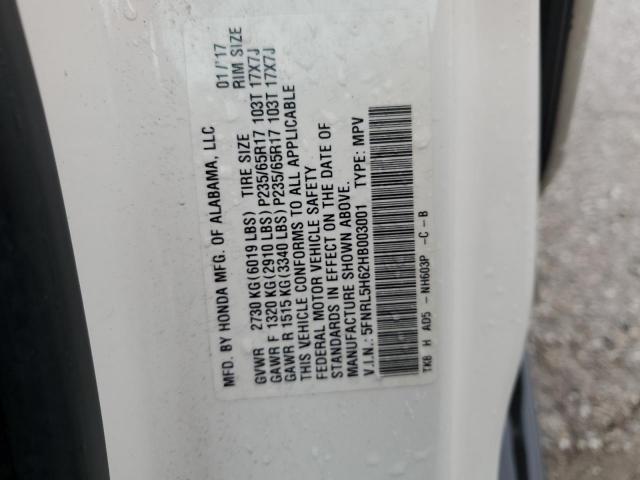 MFD. BY HONDA MFG. OF ALABAMA, LLC 01/'17
TIRE SIZE RIM SIZE
GVWR 2730 KG (6019 LBS)
GAWR F 1320 KG (2910 LBS) P235/65R17 103T 17X7J
GAWR R 1515 KG (3340 LBS) P235/65R17 103T 17X7J
THIS VEHICLE CONFORMS TO ALL APPLICABLE
FEDERAL MOTOR VEHICLE SAFETY
STANDARDS IN EFFECT ON THE DATE OF
MANUFACTURE SHOWN ABOVE.
V.I.N.: 5FNRL5H62HB003001 TYPE: MPV
TK8 H AD5 - NH603P -C-B